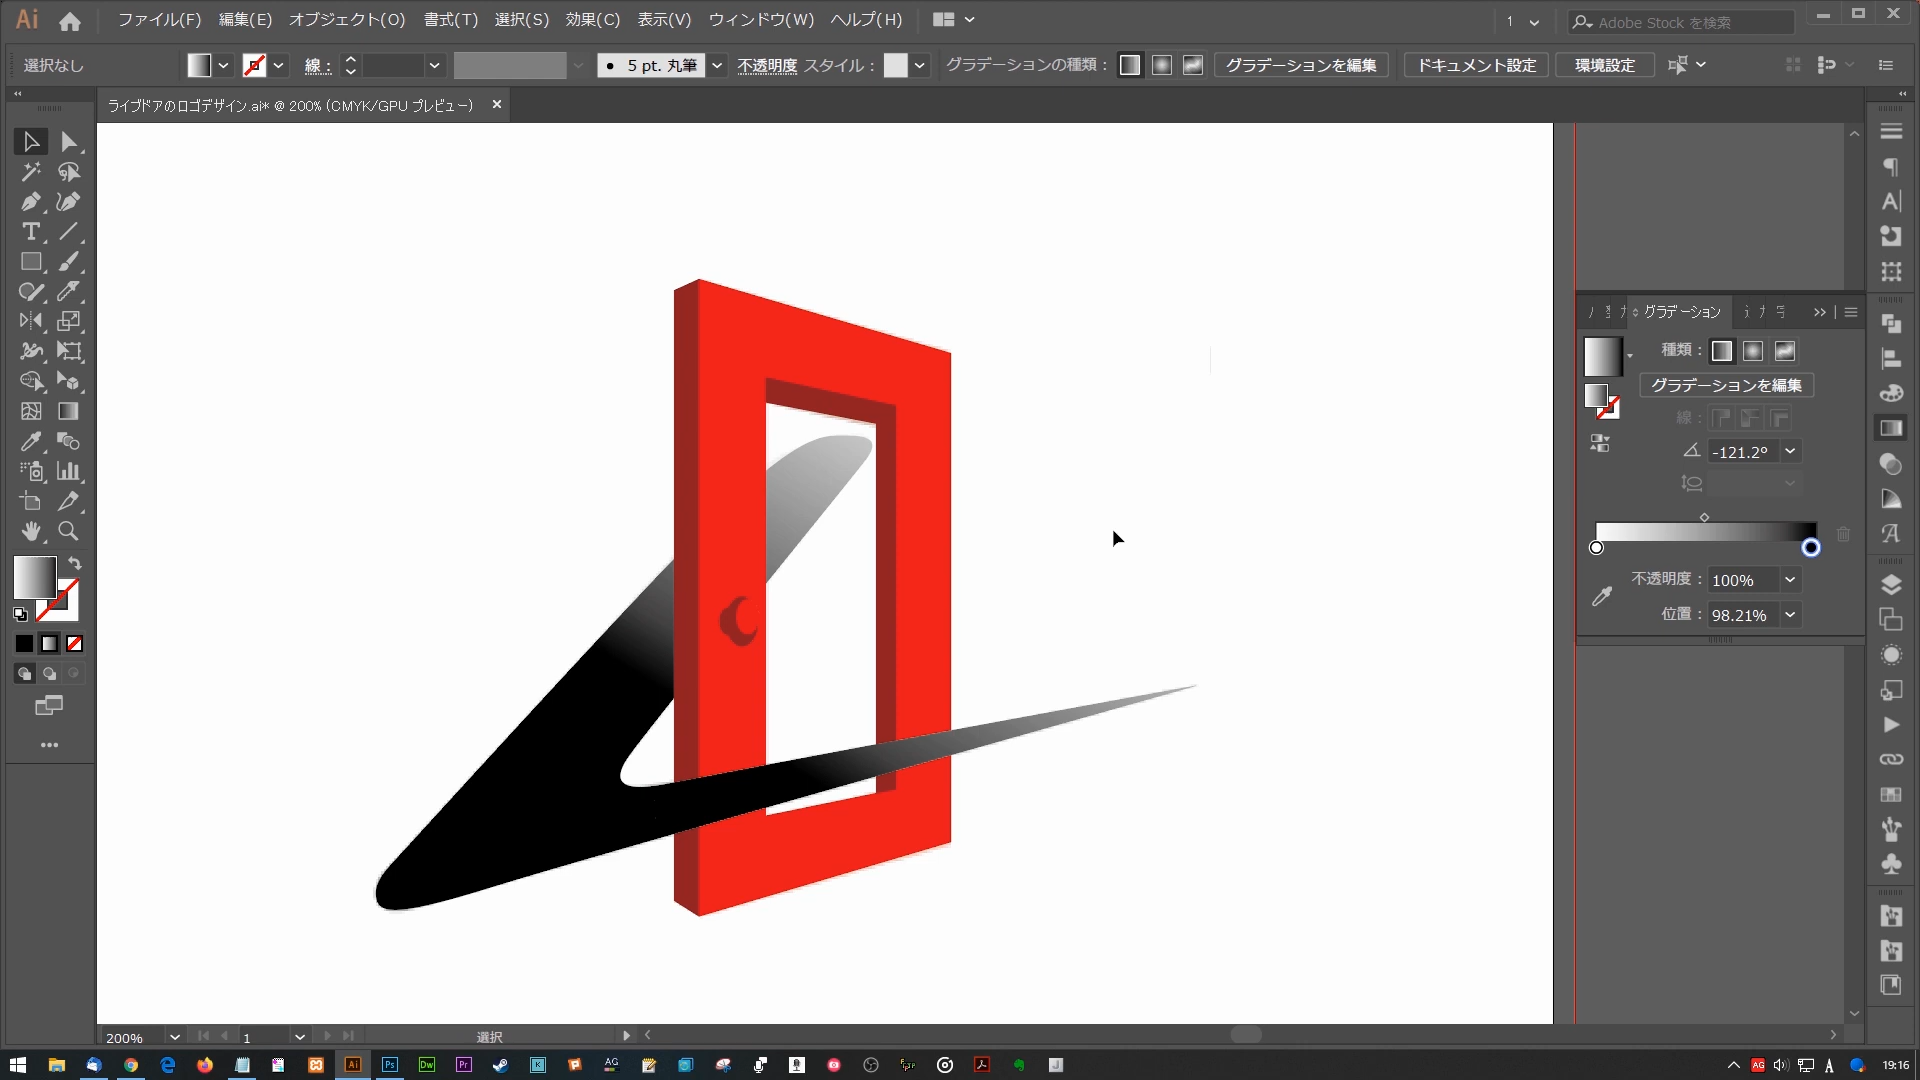 Ai ファイル(F) 編集(E) オブジェクト(O) 書式(T) 選択(S) 効果(C) 表示(V) ウィンドウ(W) ヘルプ(H) 1 Adobe Stock を検索
選択なし 線： 5 pt. 丸筆 不透明度 スタイル： グラデーションの種類： グラデーションを編集 ドキュメント設定 環境設定
ライブドアのロゴデザイン.ai* @ 200% (CMYK/GPU プレビュー) ×
グラデーション
種類：
グラデーションを編集
線：
-121.2°
不透明度： 100%
位置： 98.21%
200% 1 選択
Ai Ps Dw Pr K AG A 19:16